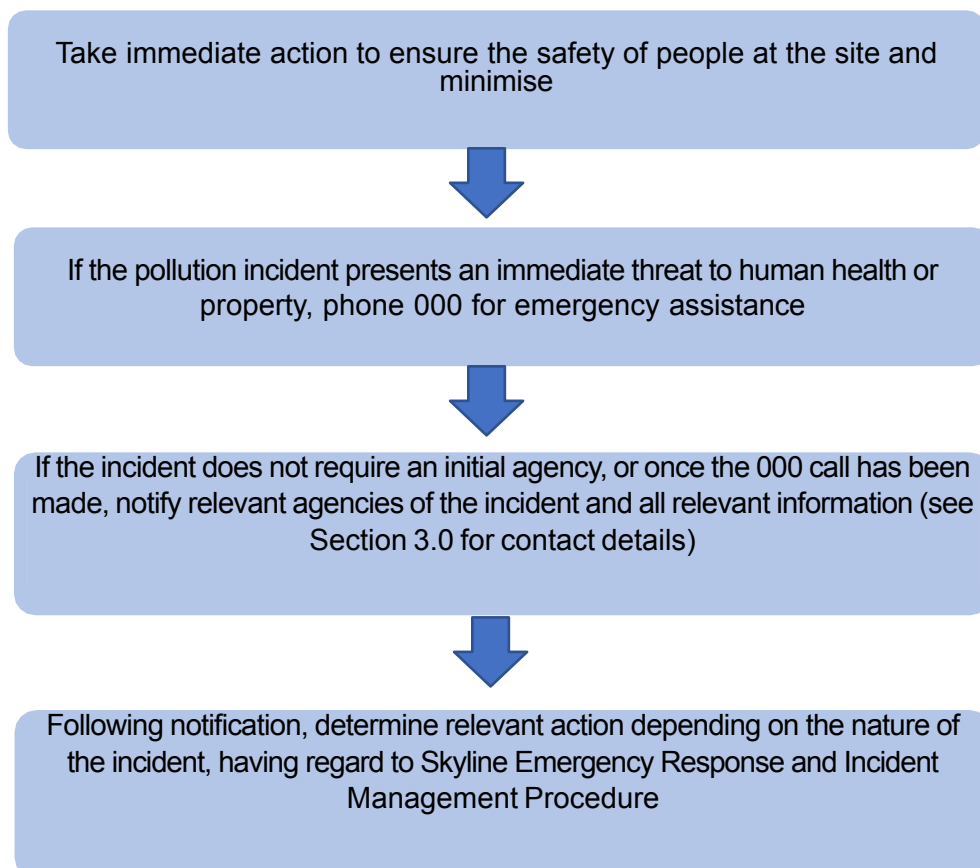 Take immediate action to ensure the safety of people at the site and
minimise
If the pollution incident presents an immediate threat to human health or
property, phone 000 for emergency assistance
If the incident does not require an initial agency, or once the 000 call has been
made, notify relevant agencies of the incident and all relevant information (see
Section 3.0 for contact details)
Following notification, determine relevant action depending on the nature of
the incident, having regard to Skyline Emergency Response and Incident
Management Procedure